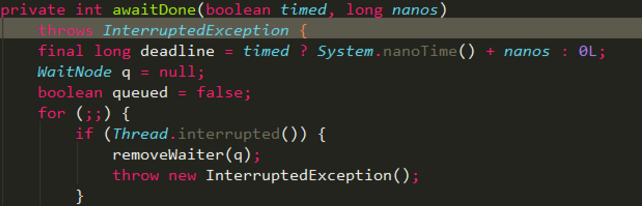 private int awaitDone(boolean timed, long nanos)
    throws InterruptedException {
    final long deadline = timed ? System.nanoTime() + nanos : 0L;
    WaitNode q = null;
    boolean queued = false;
    for (;;) {
        if (Thread.interrupted()) {
            removeWaiter(q);
            throw new InterruptedException();
        }